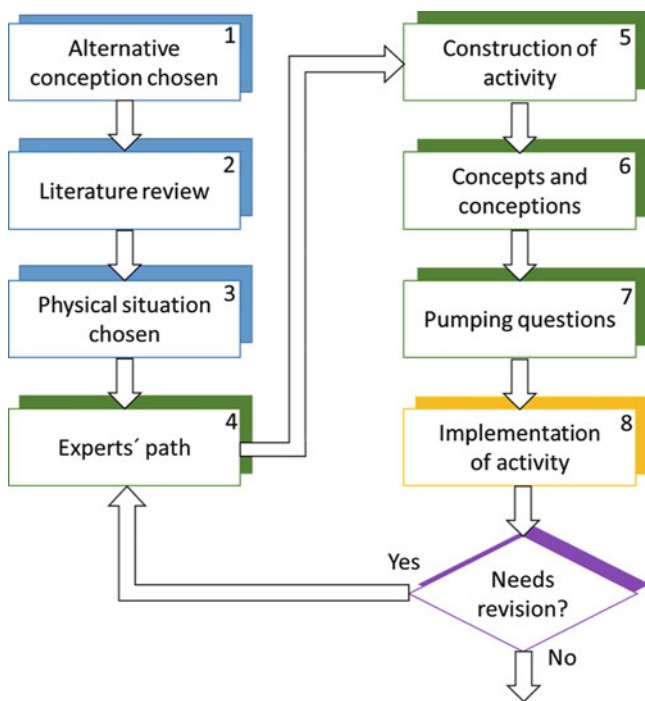 1
Alternative
conception chosen
2
Literature review
3
Physical situation
chosen
4
Experts´ path
5
Construction of
activity
6
Concepts and
conceptions
7
Pumping questions
8
Implementation
of activity
Yes
Needs
revision?
No